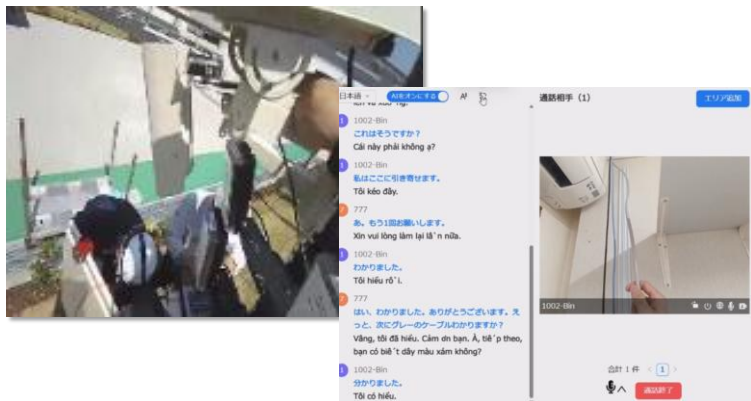 日本語
AIをオンにする
通話相手（1）
エリア追加
1002-Bin
これはそうですか？
Cái này phải không ạ?
1002-Bin
私はここに引き寄せます。
Tôi kéo đây.
777
あ。もう1回お願いします。
Xin vui lòng làm lại lâ`n nữa.
1002-Bin
わかりました。
Tôi hiểu rô`i.
777
はい、わかりました。ありがとうございます。え
っと、次にグレーのケーブルわかりますか？
Vâng, tôi đã hiểu. Cảm ơn bạn. À, tiê´p theo,
bạn có biê´t dây màu xám không?
1002-Bin
分かりました。
Tôi có hiểu.
1002-Bin
合計 1 件
1
通話終了